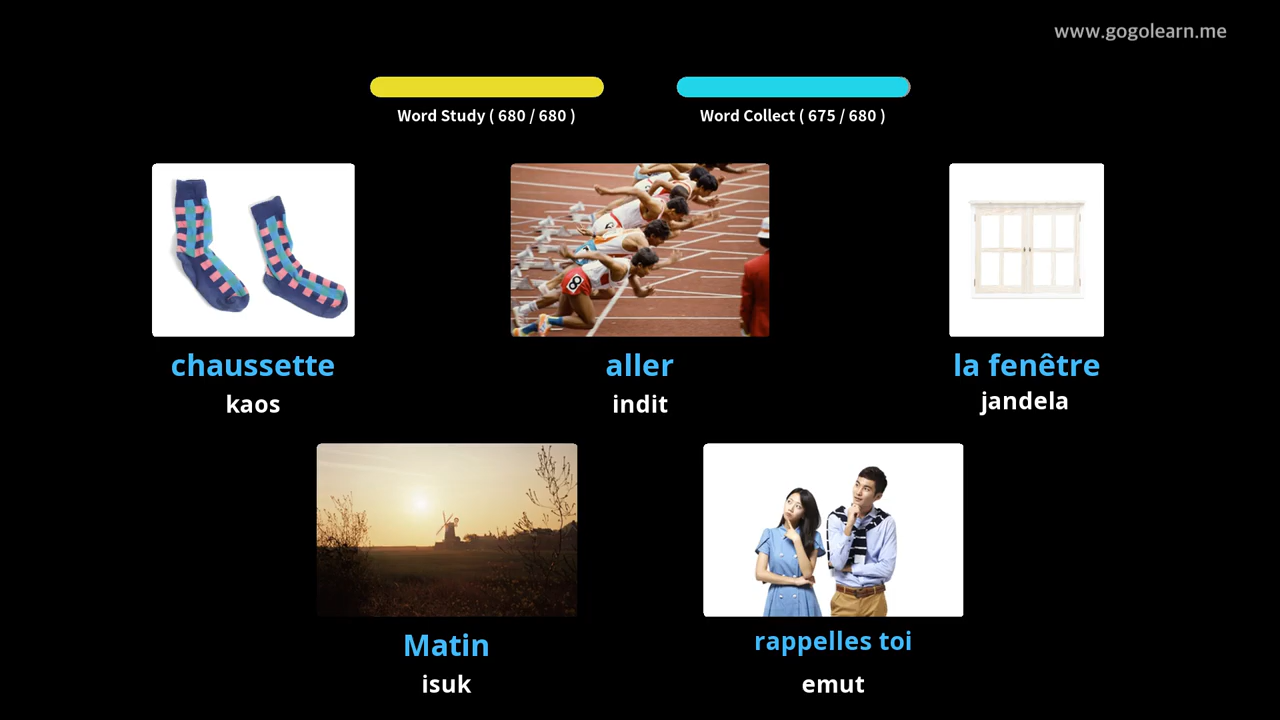 www.gogolearn.me
Word Study ( 680 / 680 )
Word Collect ( 675 / 680 )
chaussette
kaos
aller
indit
la fenêtre
jandela
Matin
isuk
rappelles toi
emut